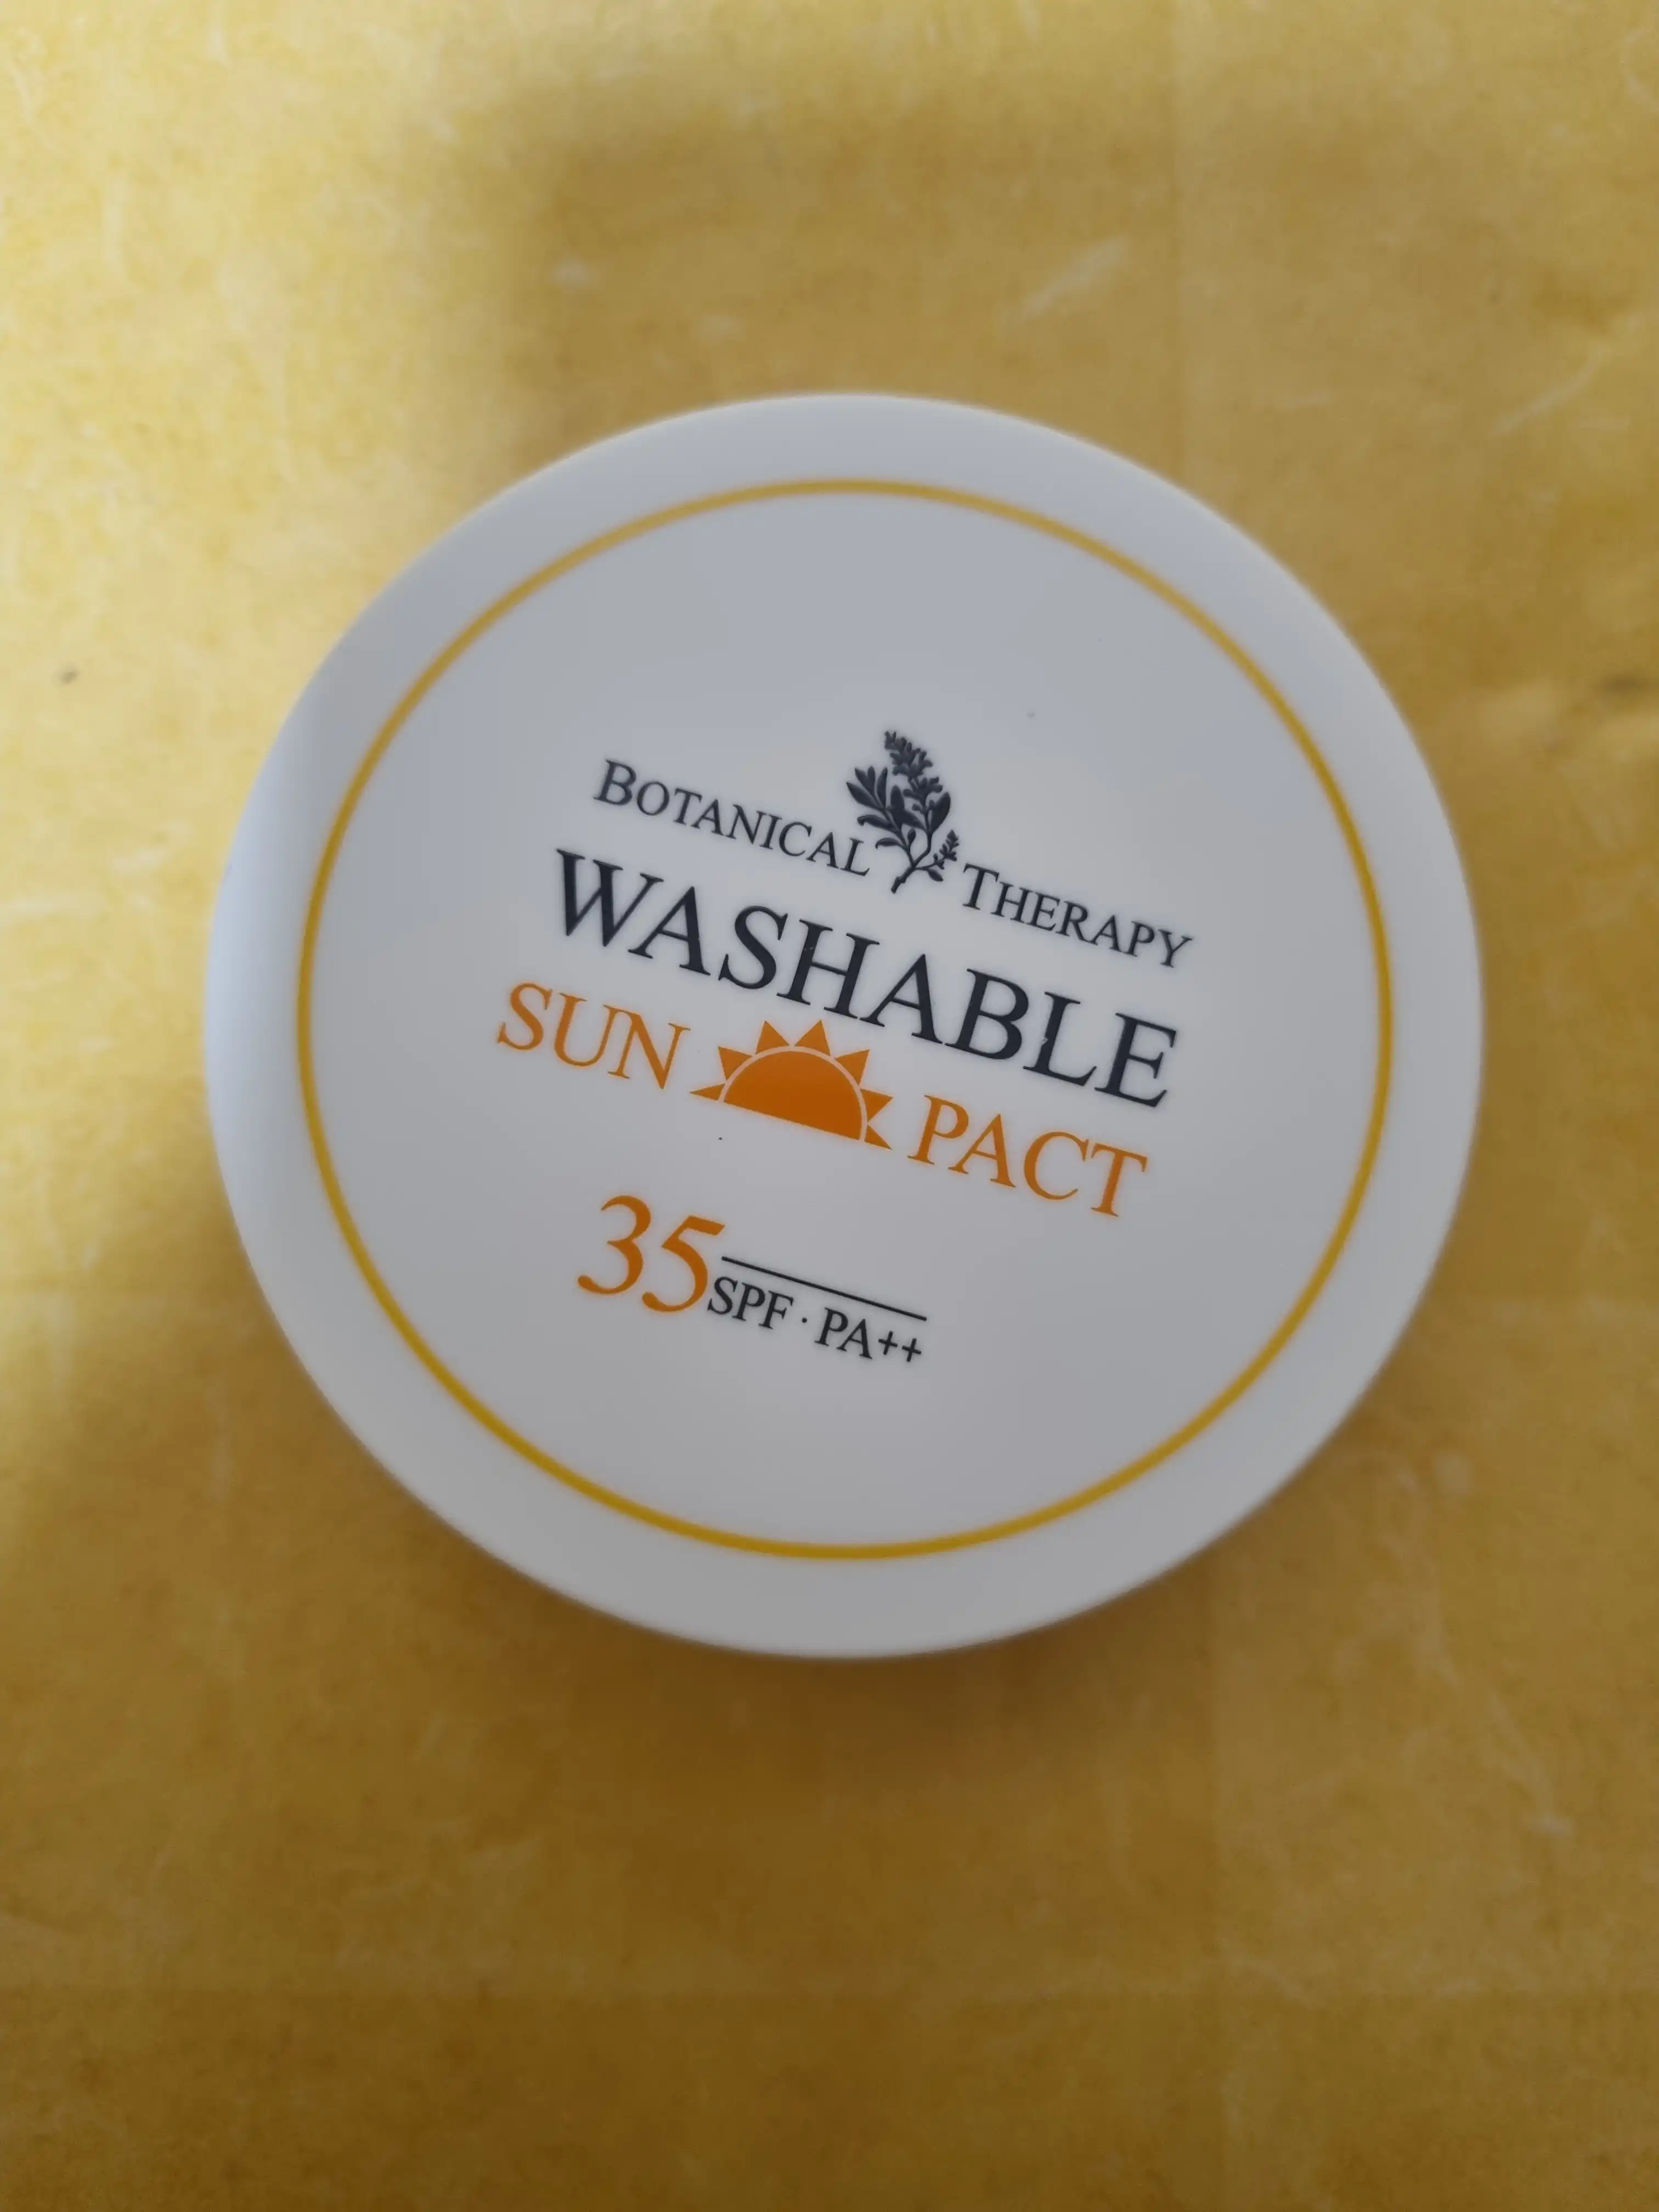 BOTANICAL THERAPY
WASHABLE
SUN PACT
35 SPF · PA++